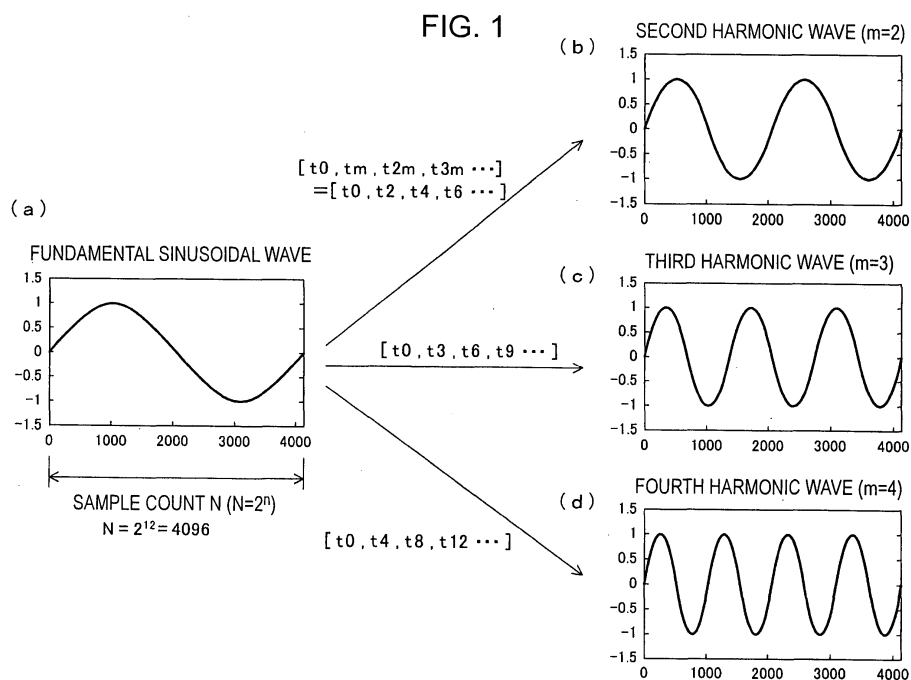 FIG. 1
(a)
FUNDAMENTAL SINUSOIDAL WAVE
1.5
1
0.5
0
-0.5
-1
-1.5
0 1000 2000 3000 4000
SAMPLE COUNT N (N=2ⁿ)
N = 2¹² = 4096
[t0, tm, t2m, t3m ···]
=[t0, t2, t4, t6 ···]
[t0, t3, t6, t9 ···]
[t0, t4, t8, t12 ···]
(b)
SECOND HARMONIC WAVE (m=2)
1.5
1
0.5
0
-0.5
-1
-1.5
0 1000 2000 3000 4000
(c)
THIRD HARMONIC WAVE (m=3)
1.5
1
0.5
0
-0.5
-1
-1.5
0 1000 2000 3000 4000
(d)
FOURTH HARMONIC WAVE (m=4)
1.5
1
0.5
0
-0.5
-1
-1.5
0 1000 2000 3000 4000